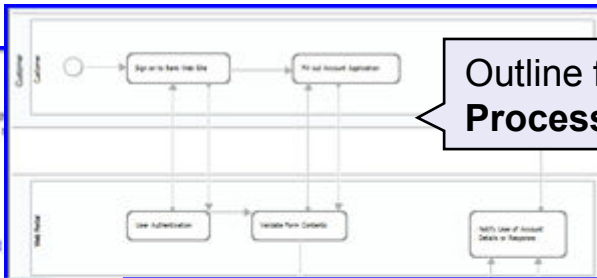 Customer
Customer
Sign on to Bank Web Site
Fill out Account Application
Outline
Process
Web Portal
User Authentication
Validate Form Contents
Notify User of Account
Details or Response